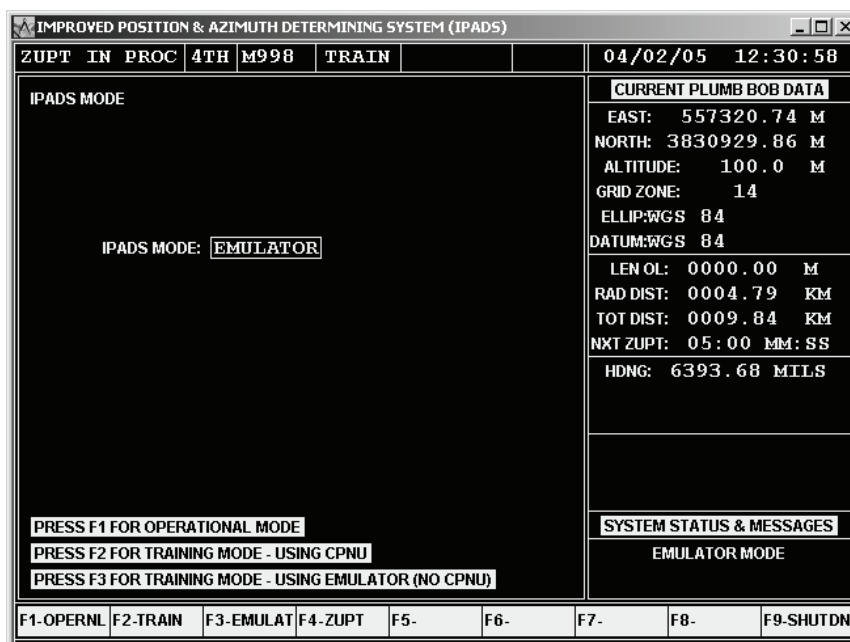 IMPROVED POSITION & AZIMUTH DETERMINING SYSTEM (IPADS)
ZUPT IN PROC 4TH M998 TRAIN 04/02/05 12:30:58
IPADS MODE
IPADS MODE: EMULATOR
PRESS F1 FOR OPERATIONAL MODE
PRESS F2 FOR TRAINING MODE - USING CPNU
PRESS F3 FOR TRAINING MODE - USING EMULATOR (NO CPNU)
CURRENT PLUMB BOB DATA
EAST: 557320.74 M
NORTH: 3830929.86 M
ALTITUDE: 100.0 M
GRID ZONE: 14
ELLIP:WGS 84
DATUM:WGS 84
LEN OL: 0000.00 M
RAD DIST: 0004.79 KM
TOT DIST: 0009.84 KM
NXT ZUPT: 05:00 MM:SS
HDNG: 6393.68 MILS
SYSTEM STATUS & MESSAGES
EMULATOR MODE
F1-OPERNL F2-TRAIN F3-EMULAT F4-ZUPT F5- F6- F7- F8- F9-SHUTDN